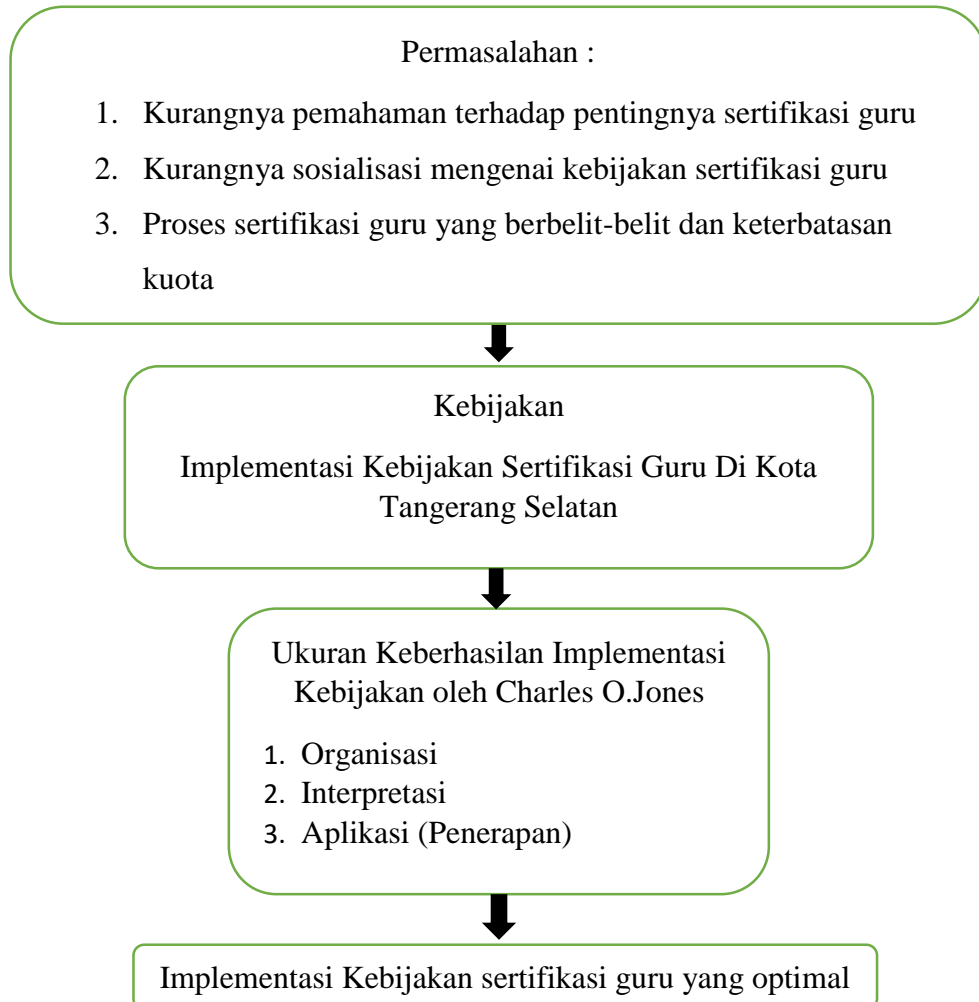 Permasalahan :
1. Kurangnya pemahaman terhadap pentingnya sertifikasi guru
2. Kurangnya sosialisasi mengenai kebijakan sertifikasi guru
3. Proses sertifikasi guru yang berbelit-belit dan keterbatasan
kuota
Kebijakan
Implementasi Kebijakan Sertifikasi Guru Di Kota
Tangerang Selatan
Ukuran Keberhasilan Implementasi
Kebijakan oleh Charles O.Jones
1. Organisasi
2. Interpretasi
3. Aplikasi (Penerapan)
Implementasi Kebijakan sertifikasi guru yang optimal